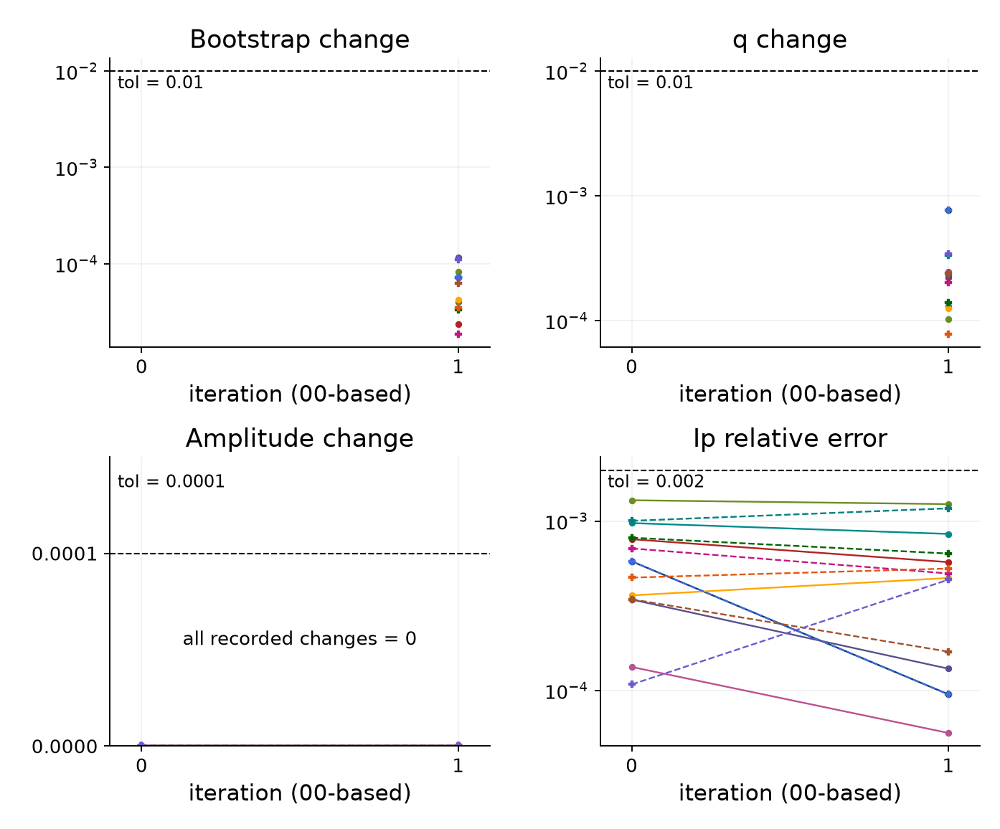 Bootstrap change
10⁻²
tol = 0.01
10⁻³
10⁻⁴
0 1
iteration (00-based)
q change
10⁻²
tol = 0.01
10⁻³
10⁻⁴
0 1
iteration (00-based)
Amplitude change
tol = 0.0001
0.0001
all recorded changes = 0
0.0000
0 1
iteration (00-based)
Ip relative error
tol = 0.002
10⁻³
10⁻⁴
0 1
iteration (00-based)